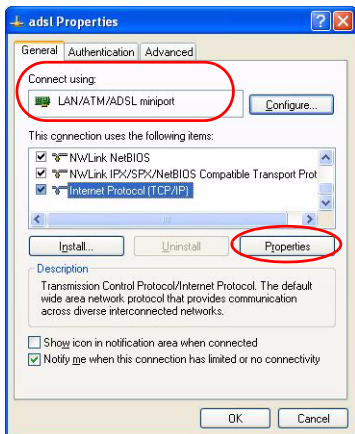 adsl Properties
General Authentication Advanced
Connect using:
LAN/ATM/ADSL miniport
Configure...
This connection uses the following items:
NWLink NetBIOS
NWLink IPX/SPX/NetBIOS Compatible Transport Prot
Internet Protocol (TCP/IP)
Install... Uninstall Properties
Description
Transmission Control Protocol/Internet Protocol. The default
wide area network protocol that provides communication
across diverse interconnected networks.
Show icon in notification area when connected
Notify me when this connection has limited or no connectivity
OK Cancel